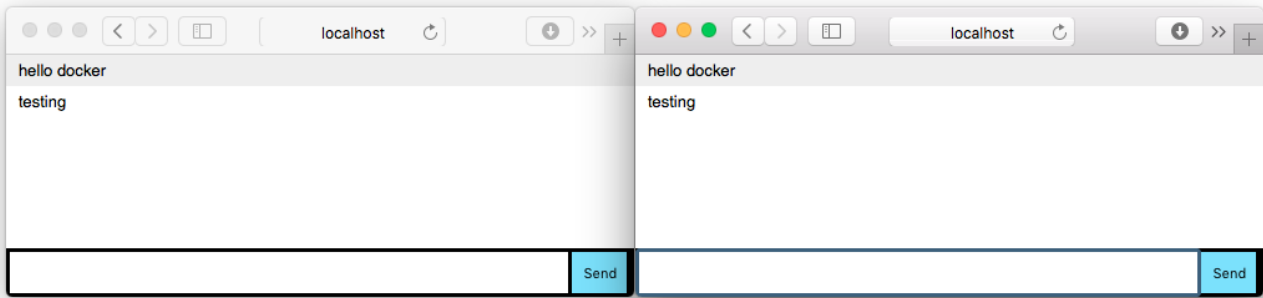 localhost
hello docker
testing
Send
localhost
hello docker
testing
Send